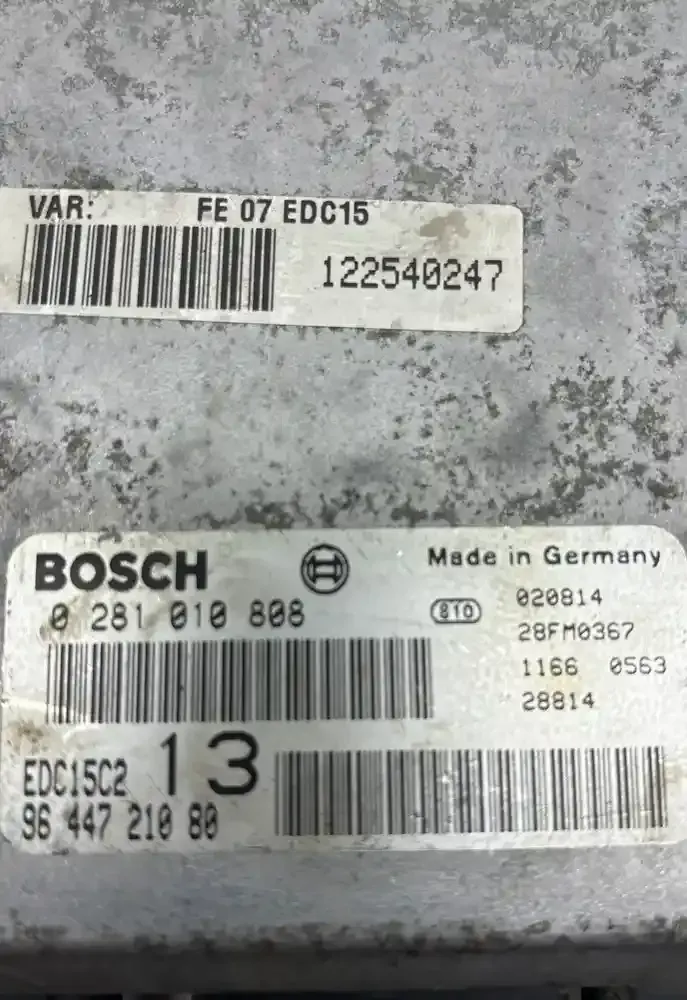 VAR: FE 07 EDC15
122540247
BOSCH
Made in Germany
0 281 010 808
810
020814
28FM0367
1166 0563
28814
EDC15C2 13
96 447 210 80